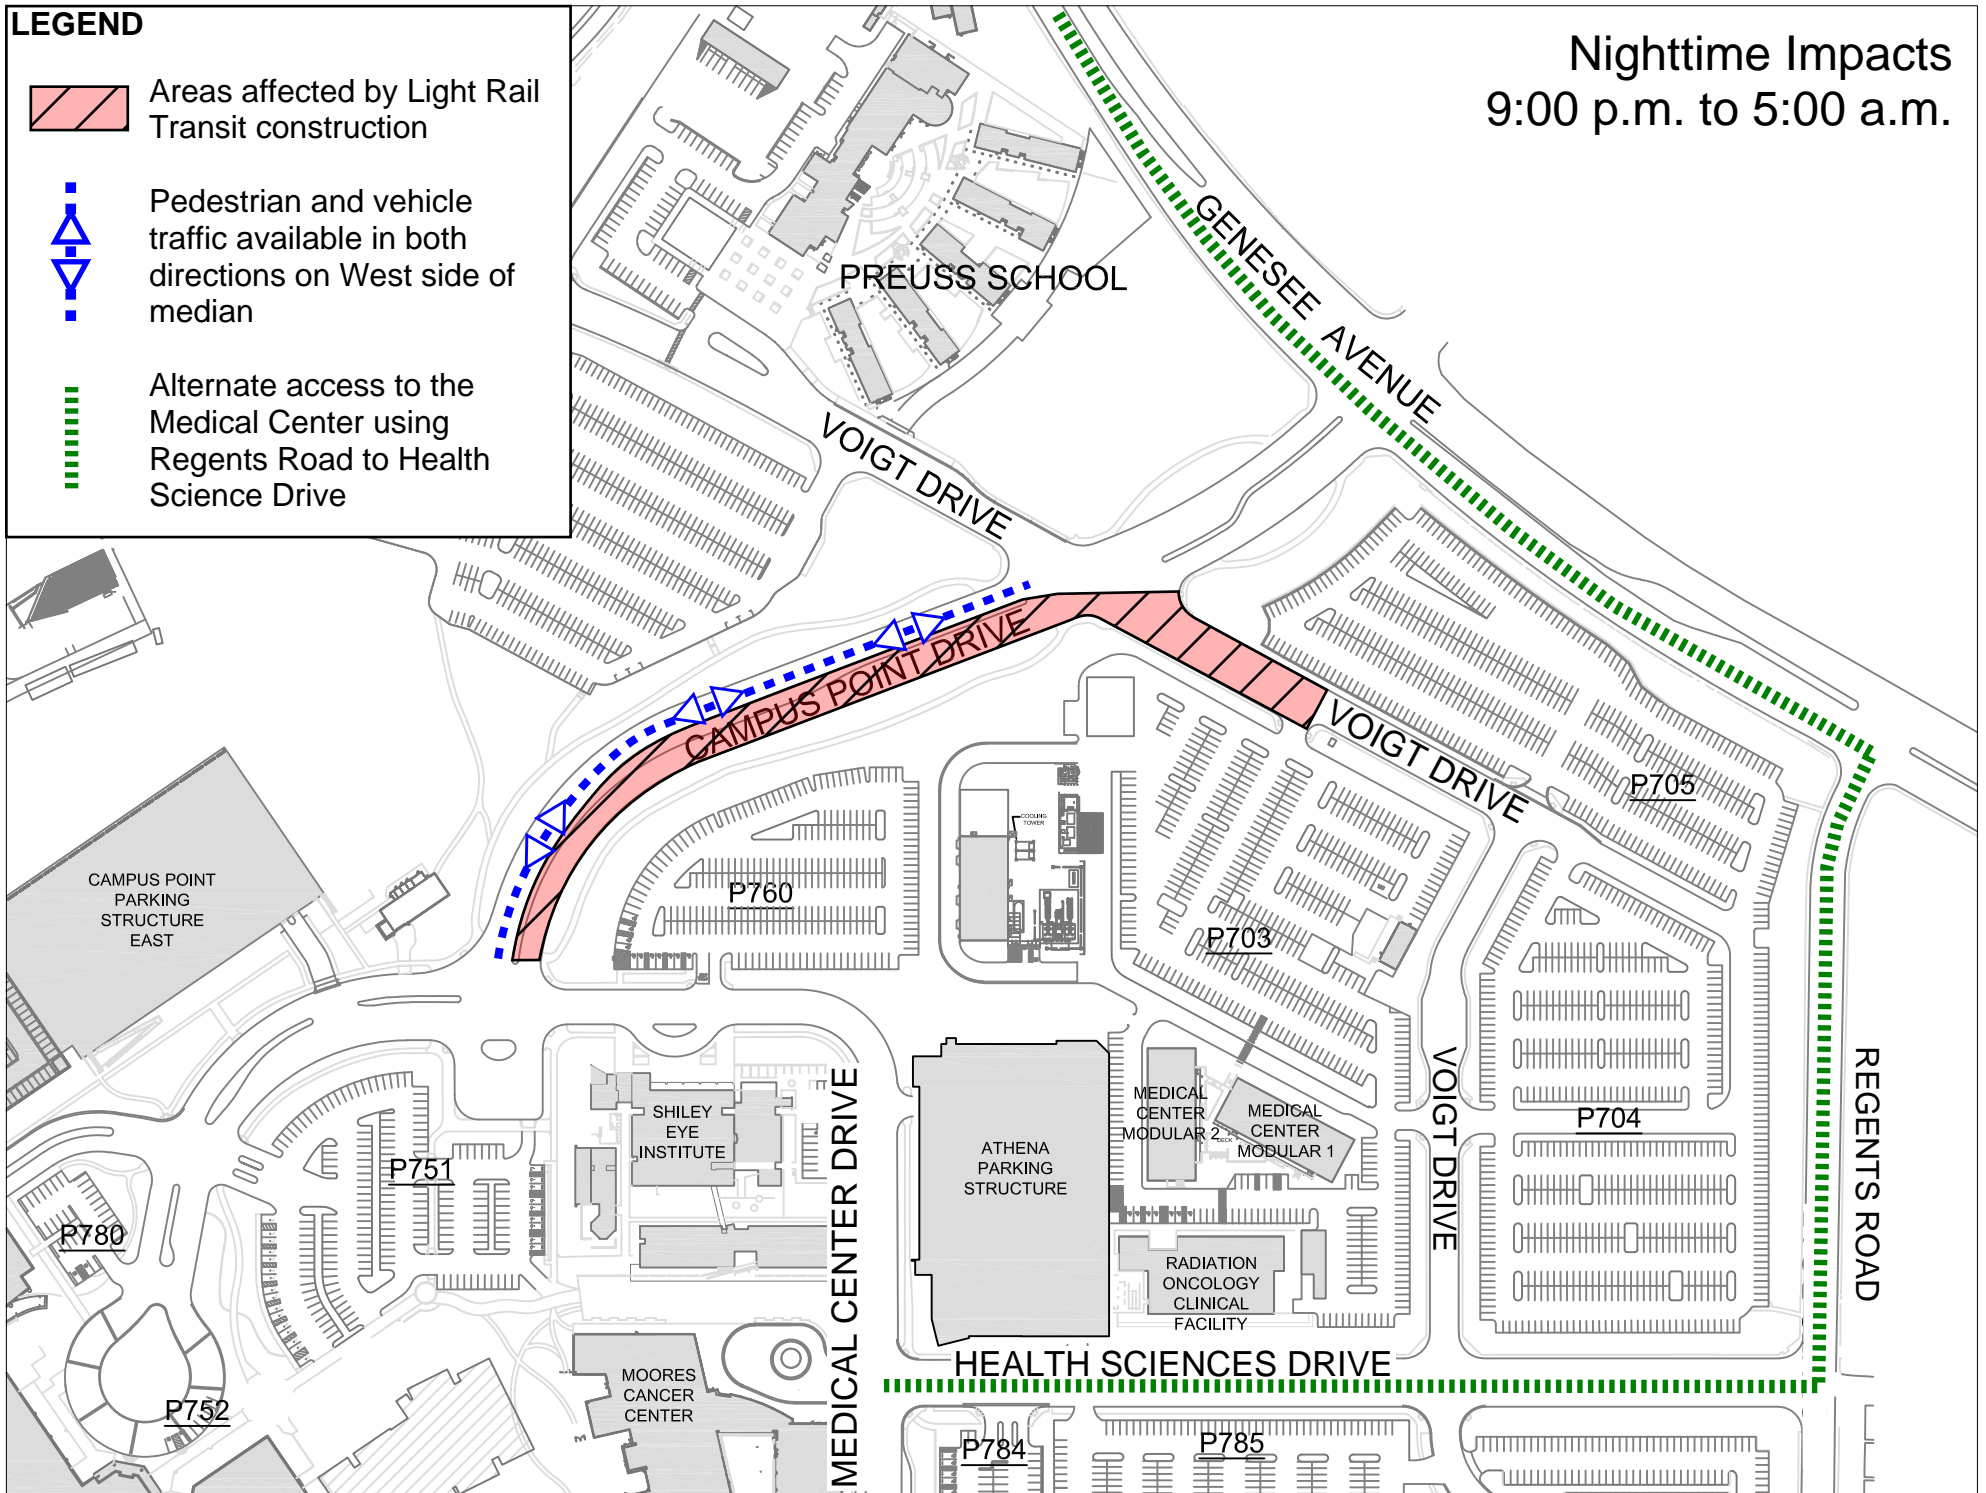 LEGEND
Areas affected by Light Rail
Transit construction
Pedestrian and vehicle
traffic available in both
directions on West side of
median
Alternate access to the
Medical Center using
Regents Road to Health
Science Drive
Nighttime Impacts
9:00 p.m. to 5:00 a.m.
PREUSS SCHOOL
GENESEE AVENUE
VOIGT DRIVE
CAMPUS POINT DRIVE
VOIGT DRIVE
P705
COOLING
TOWER
CAMPUS POINT
PARKING
STRUCTURE
EAST
P760
P703
VOIGT DRIVE
REGENTS ROAD
MEDICAL CENTER DRIVE
SHILEY
EYE
INSTITUTE
MEDICAL
CENTER
MODULAR 2
DECK
MEDICAL
CENTER
MODULAR 1
P704
ATHENA
PARKING
STRUCTURE
P751
P780
RADIATION
ONCOLOGY
CLINICAL
FACILITY
HEALTH SCIENCES DRIVE
MOORES
CANCER
CENTER
P752
P784
P785